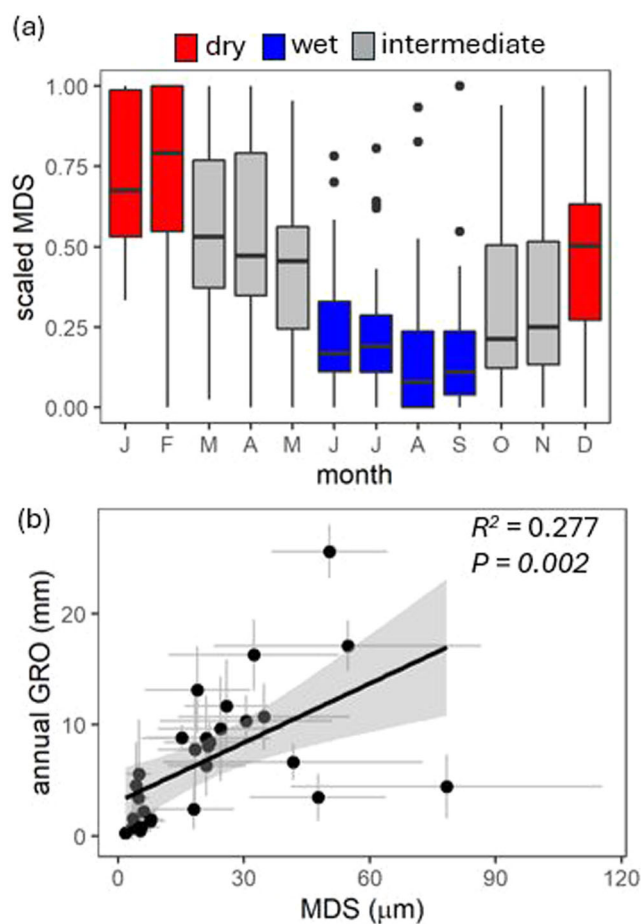 (a)
dry wet intermediate
scaled MDS
1.00
0.75
0.50
0.25
0.00
J F M A M J J A S O N D
month
(b)
R² = 0.277
P = 0.002
annual GRO (mm)
20
10
0
0 30 60 90 120
MDS (μm)